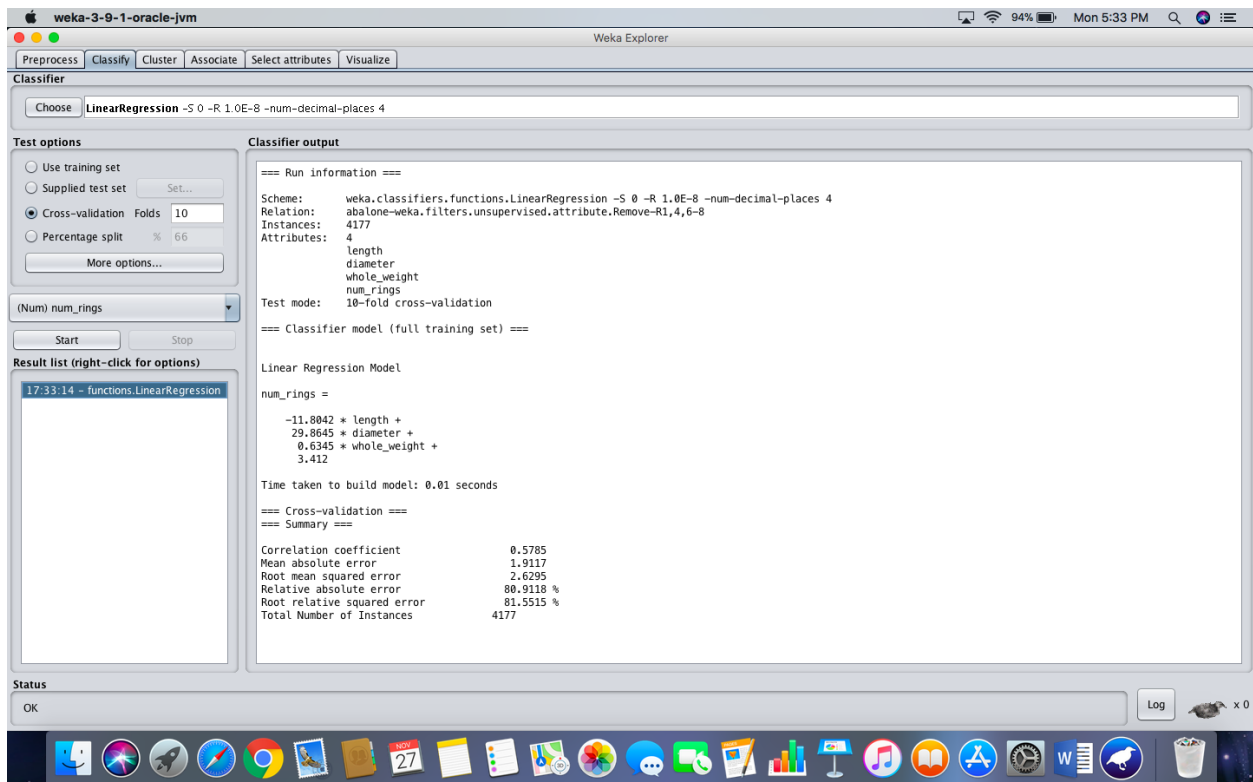 weka-3-9-1-oracle-jvm 94% Mon 5:33 PM
Weka Explorer
Preprocess Classify Cluster Associate Select attributes Visualize
Classifier
Choose LinearRegression -S 0 -R 1.0E-8 -num-decimal-places 4
Test options
Use training set
Supplied test set Set...
Cross-validation Folds 10
Percentage split % 66
More options...
(Num) num_rings
Start Stop
Result list (right-click for options)
17:33:14 - functions.LinearRegression
Classifier output
=== Run information ===
Scheme: weka.classifiers.functions.LinearRegression -S 0 -R 1.0E-8 -num-decimal-places 4
Relation: abalone-weka.filters.unsupervised.attribute.Remove-R1,4,6-8
Instances: 4177
Attributes: 4
length
diameter
whole_weight
num_rings
Test mode: 10-fold cross-validation
=== Classifier model (full training set) ===
Linear Regression Model
num_rings =
-11.8042 * length +
29.8645 * diameter +
0.6345 * whole_weight +
3.412
Time taken to build model: 0.01 seconds
=== Cross-validation ===
=== Summary ===
Correlation coefficient 0.5785
Mean absolute error 1.9117
Root mean squared error 2.6295
Relative absolute error 80.9118 %
Root relative squared error 81.5515 %
Total Number of Instances 4177
Status
OK
Log x 0
NOV
27
W